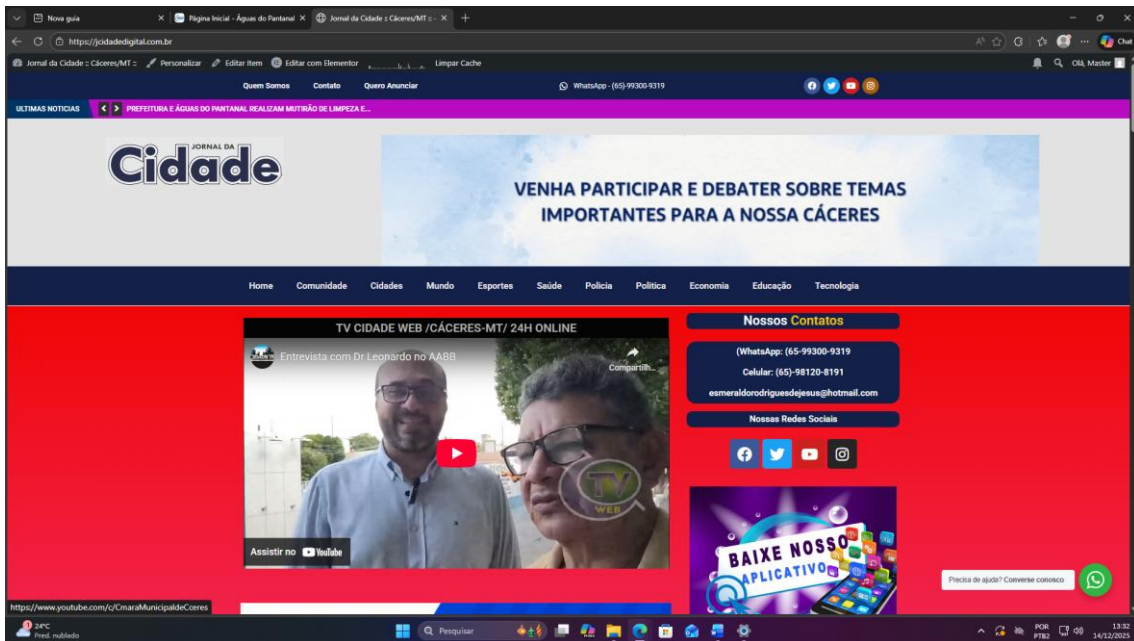 Nova guia
Página Inicial - Águas do Pantanal
Jornal da Cidade :: Cáceres/MT :: -
https://jcidadedigital.com.br
Chat
Jornal da Cidade :: Cáceres/MT :: Personalizar Editar Item Editar com Elementor Limpar Cache Olá, Master
Quem Somos Contato Quero Anunciar WhatsApp - (65)-99300-9319
ULTIMAS NOTICIAS PREFEITURA E ÁGUAS DO PANTANAL REALIZAM MUTIRÃO DE LIMPEZA E...
JORNAL DA
Cidade
VENHA PARTICIPAR E DEBATER SOBRE TEMAS
IMPORTANTES PARA A NOSSA CÁCERES
Home Comunidade Cidades Mundo Esportes Saúde Policia Politica Economia Educação Tecnologia
TV CIDADE WEB /CÁCERES-MT/ 24H ONLINE
Entrevista com Dr Leonardo no AABB
Compartilh...
TV
WEB
Assistir no YouTube
Nossos Contatos
(WhatsApp: (65-99300-9319
Celular: (65)-98120-8191
esmeraldorodriguesdejesus@hotmail.com
Nossas Redes Sociais
BAIXE NOSSO
APLICATIVO
Precisa de ajuda? Converse conosco
https://www.youtube.com/c/CmaraMunicipaldeCceres
24°C
Pred. nublado
Pesquisar
POR
PTB2
13:32